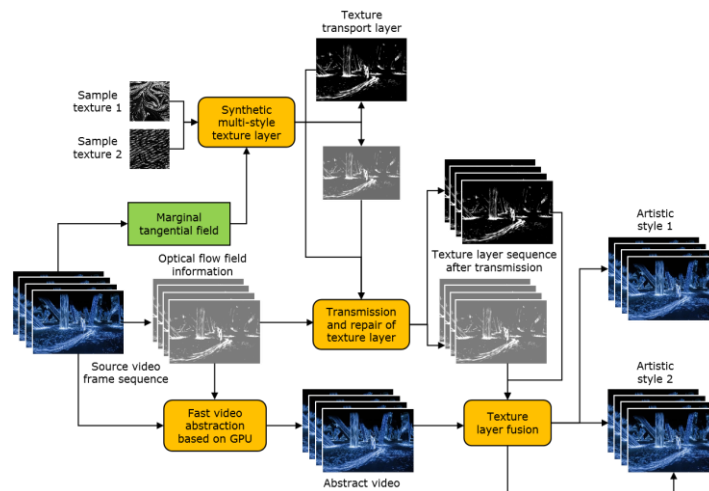 Texture
transport layer
Sample
texture 1
Synthetic
multi-style
texture layer
Sample
texture 2
Marginal
tangential field
Optical flow field
information
Texture layer sequence
after transmission
Artistic
style 1
Transmission
and repair of
texture layer
Source video
frame sequence
Artistic
style 2
Fast video
abstraction
based on GPU
Texture
layer fusion
Abstract video